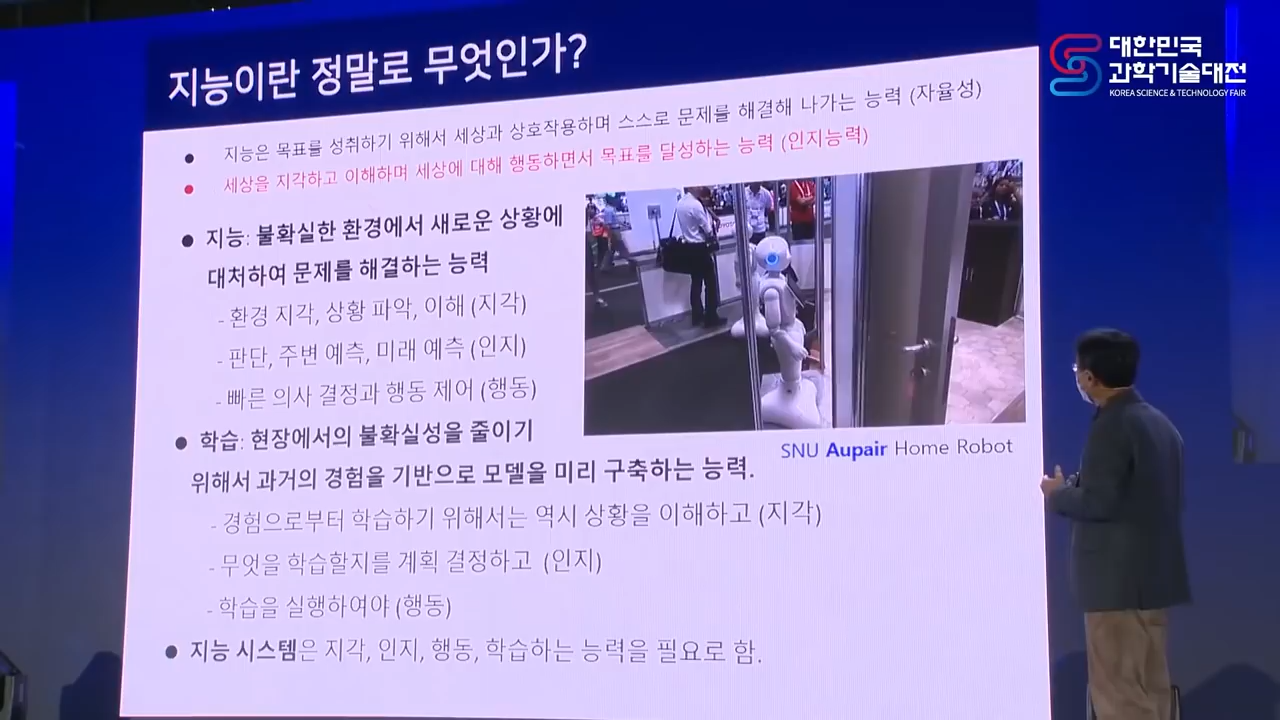 지능이란 정말로 무엇인가?
대한민국
과학기술대전
KOREA SCIENCE & TECHNOLOGY FAIR
● 지능은 목표를 성취하기 위해서 세상과 상호작용하며 스스로 문제를 해결해 나가는 능력 (자율성)
● 세상을 지각하고 이해하며 세상에 대해 행동하면서 목표를 달성하는 능력 (인지능력)
● 지능: 불확실한 환경에서 새로운 상황에
대처하여 문제를 해결하는 능력
- 환경 지각, 상황 파악, 이해 (지각)
- 판단, 주변 예측, 미래 예측 (인지)
- 빠른 의사 결정과 행동 제어 (행동)
● 학습: 현장에서의 불확실성을 줄이기
위해서 과거의 경험을 기반으로 모델을 미리 구축하는 능력.
SNU Aupair Home Robot
- 경험으로부터 학습하기 위해서는 역시 상황을 이해하고 (지각)
- 무엇을 학습할지를 계획 결정하고 (인지)
- 학습을 실행하여야 (행동)
● 지능 시스템은 지각, 인지, 행동, 학습하는 능력을 필요로 함.